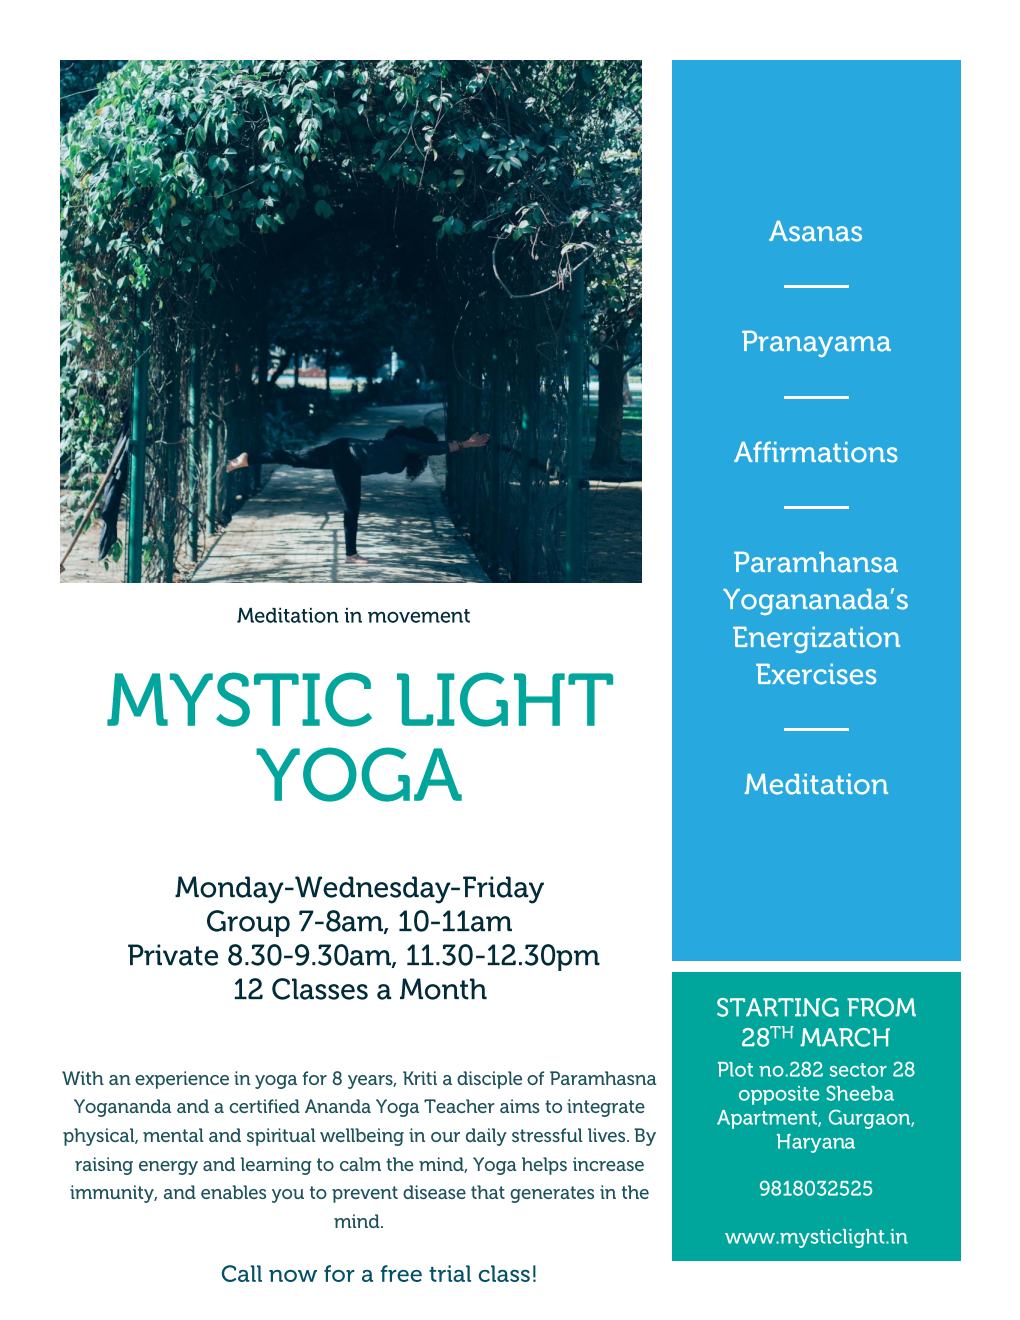 Meditation in movement
MYSTIC LIGHT
YOGA
Monday-Wednesday-Friday
Group 7-8am, 10-11am
Private 8.30-9.30am, 11.30-12.30pm
12 Classes a Month
With an experience in yoga for 8 years, Kriti a disciple of Paramhasna
Yogananda and a certified Ananda Yoga Teacher aims to integrate
physical, mental and spiritual wellbeing in our daily stressful lives. By
raising energy and learning to calm the mind, Yoga helps increase
immunity, and enables you to prevent disease that generates in the
mind.
Call now for a free trial class!
Asanas
Pranayama
Affirmations
Paramhansa
Yogananada’s
Energization
Exercises
Meditation
STARTING FROM
28TH MARCH
Plot no.282 sector 28
opposite Sheeba
Apartment, Gurgaon,
Haryana
9818032525
www.mysticlight.in